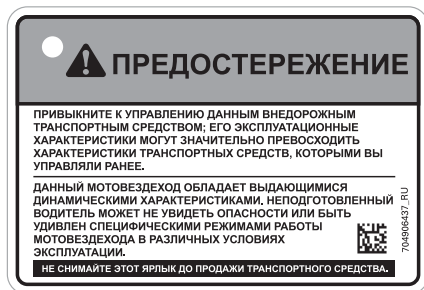 ПРЕДОСТЕРЕЖЕНИЕ
ПРИВЫКНИТЕ К УПРАВЛЕНИЮ ДАННЫМ ВНЕДОРОЖНЫМ
ТРАНСПОРТНЫМ СРЕДСТВОМ; ЕГО ЭКСПЛУАТАЦИОННЫЕ
ХАРАКТЕРИСТИКИ МОГУТ ЗНАЧИТЕЛЬНО ПРЕВОСХОДИТЬ
ХАРАКТЕРИСТИКИ ТРАНСПОРТНЫХ СРЕДСТВ, КОТОРЫМИ ВЫ
УПРАВЛЯЛИ РАНЕЕ.
ДАННЫЙ МОТОВЕЗДЕХОД ОБЛАДАЕТ ВЫДАЮЩИМИСЯ
ДИНАМИЧЕСКИМИ ХАРАКТЕРИСТИКАМИ. НЕПОДГОТОВЛЕННЫЙ
ВОДИТЕЛЬ МОЖЕТ НЕ УВИДЕТЬ ОПАСНОСТИ ИЛИ БЫТЬ
УДИВЛЕН СПЕЦИФИЧЕСКИМИ РЕЖИМАМИ РАБОТЫ
МОТОВЕЗДЕХОДА В РАЗЛИЧНЫХ УСЛОВИЯХ
ЭКСПЛУАТАЦИИ.
НЕ СНИМАЙТЕ ЭТОТ ЯРЛЫК ДО ПРОДАЖИ ТРАНСПОРТНОГО СРЕДСТВА.
704906437_RU